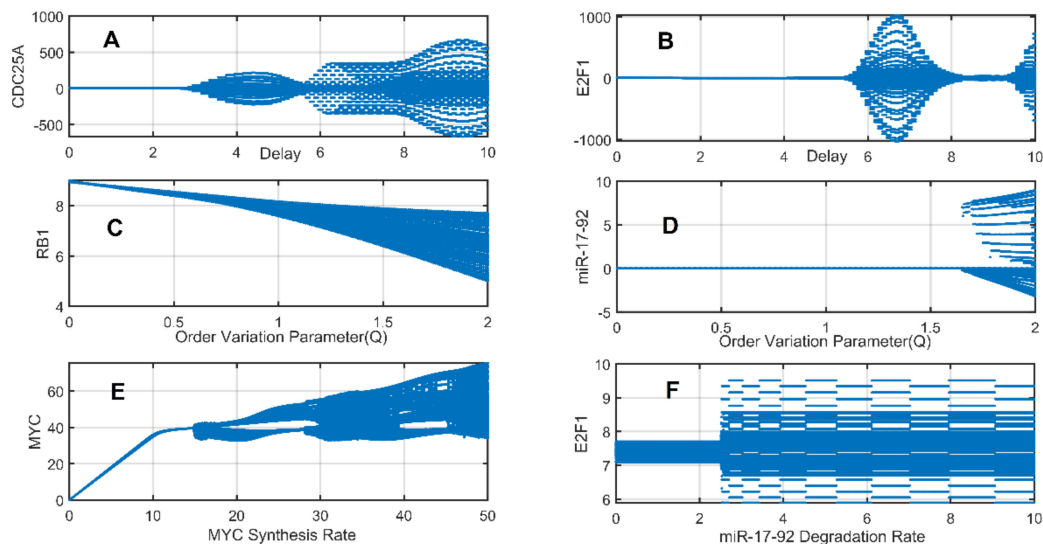 A
CDC25A
1000
500
0
-500
0 2 4 6 8 10
Delay
B
E2F1
1000
0
-1000
0 2 4 6 8 10
Delay
C
RB1
8
6
4
0 0.5 1 1.5 2
Order Variation Parameter(Q)
D
miR-17-92
10
5
0
-5
0 0.5 1 1.5 2
Order Variation Parameter(Q)
E
MYC
60
40
20
0
0 10 20 30 40 50
MYC Synthesis Rate
F
E2F1
10
9
8
7
6
0 2 4 6 8 10
miR-17-92 Degradation Rate